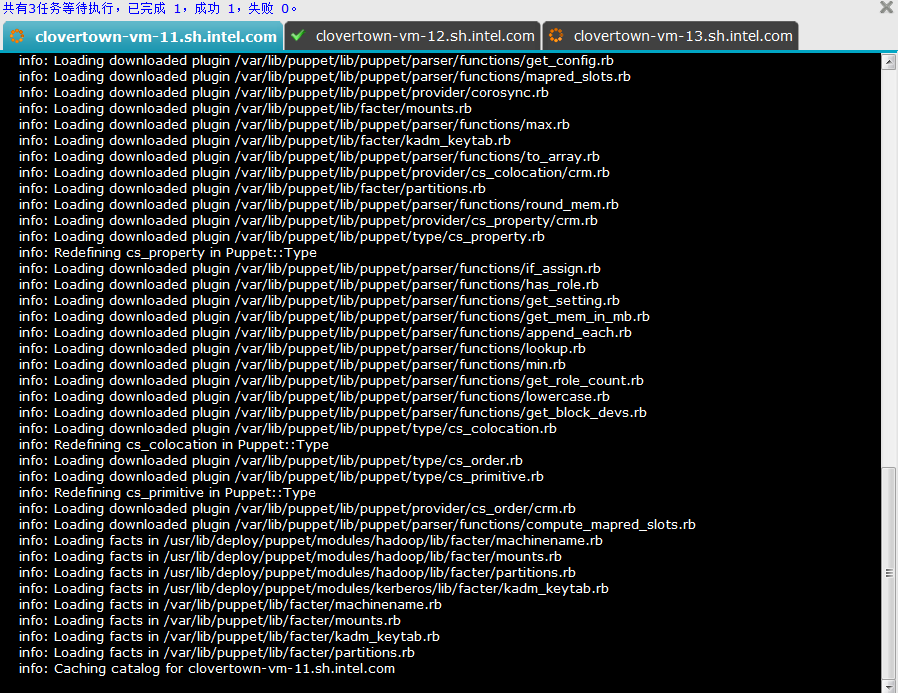 共有3任务等待执行，已完成 1，成功 1，失败 0。
clovertown-vm-11.sh.intel.com clovertown-vm-12.sh.intel.com clovertown-vm-13.sh.intel.com
info: Loading downloaded plugin /var/lib/puppet/lib/puppet/parser/functions/get_config.rb
info: Loading downloaded plugin /var/lib/puppet/lib/puppet/parser/functions/mapred_slots.rb
info: Loading downloaded plugin /var/lib/puppet/lib/puppet/provider/corosync.rb
info: Loading downloaded plugin /var/lib/puppet/lib/facter/mounts.rb
info: Loading downloaded plugin /var/lib/puppet/lib/puppet/parser/functions/max.rb
info: Loading downloaded plugin /var/lib/puppet/lib/facter/kadm_keytab.rb
info: Loading downloaded plugin /var/lib/puppet/lib/puppet/parser/functions/to_array.rb
info: Loading downloaded plugin /var/lib/puppet/lib/puppet/provider/cs_colocation/crm.rb
info: Loading downloaded plugin /var/lib/puppet/lib/facter/partitions.rb
info: Loading downloaded plugin /var/lib/puppet/lib/puppet/parser/functions/round_mem.rb
info: Loading downloaded plugin /var/lib/puppet/lib/puppet/provider/cs_property/crm.rb
info: Loading downloaded plugin /var/lib/puppet/lib/puppet/type/cs_property.rb
info: Redefining cs_property in Puppet::Type
info: Loading downloaded plugin /var/lib/puppet/lib/puppet/parser/functions/if_assign.rb
info: Loading downloaded plugin /var/lib/puppet/lib/puppet/parser/functions/has_role.rb
info: Loading downloaded plugin /var/lib/puppet/lib/puppet/parser/functions/get_setting.rb
info: Loading downloaded plugin /var/lib/puppet/lib/puppet/parser/functions/get_mem_in_mb.rb
info: Loading downloaded plugin /var/lib/puppet/lib/puppet/parser/functions/append_each.rb
info: Loading downloaded plugin /var/lib/puppet/lib/puppet/parser/functions/lookup.rb
info: Loading downloaded plugin /var/lib/puppet/lib/puppet/parser/functions/min.rb
info: Loading downloaded plugin /var/lib/puppet/lib/puppet/parser/functions/get_role_count.rb
info: Loading downloaded plugin /var/lib/puppet/lib/puppet/parser/functions/lowercase.rb
info: Loading downloaded plugin /var/lib/puppet/lib/puppet/parser/functions/get_block_devs.rb
info: Loading downloaded plugin /var/lib/puppet/lib/puppet/type/cs_colocation.rb
info: Redefining cs_colocation in Puppet::Type
info: Loading downloaded plugin /var/lib/puppet/lib/puppet/type/cs_order.rb
info: Loading downloaded plugin /var/lib/puppet/lib/puppet/type/cs_primitive.rb
info: Redefining cs_primitive in Puppet::Type
info: Loading downloaded plugin /var/lib/puppet/lib/puppet/provider/cs_order/crm.rb
info: Loading downloaded plugin /var/lib/puppet/lib/puppet/parser/functions/compute_mapred_slots.rb
info: Loading facts in /usr/lib/deploy/puppet/modules/hadoop/lib/facter/machinename.rb
info: Loading facts in /usr/lib/deploy/puppet/modules/hadoop/lib/facter/mounts.rb
info: Loading facts in /usr/lib/deploy/puppet/modules/hadoop/lib/facter/partitions.rb
info: Loading facts in /usr/lib/deploy/puppet/modules/kerberos/lib/facter/kadm_keytab.rb
info: Loading facts in /var/lib/puppet/lib/facter/machinename.rb
info: Loading facts in /var/lib/puppet/lib/facter/mounts.rb
info: Loading facts in /var/lib/puppet/lib/facter/kadm_keytab.rb
info: Loading facts in /var/lib/puppet/lib/facter/partitions.rb
info: Caching catalog for clovertown-vm-11.sh.intel.com